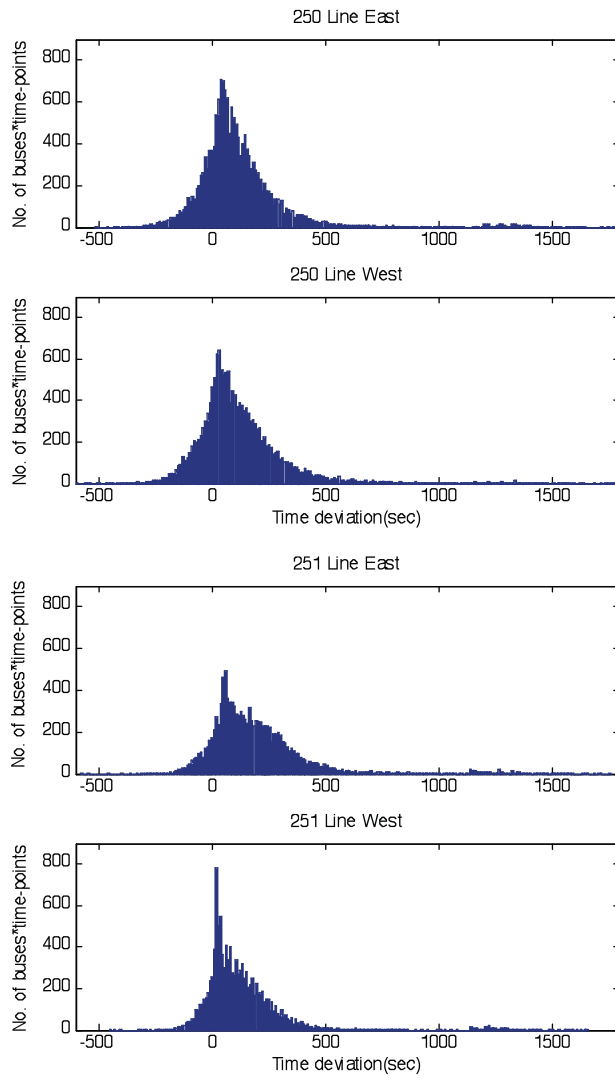 250 Line East
No. of buses*time-points
800
600
400
200
0
-500 0 500 1000 1500
250 Line West
No. of buses*time-points
800
600
400
200
0
-500 0 500 1000 1500
Time deviation(sec)
251 Line East
No. of buses*time-points
800
600
400
200
0
-500 0 500 1000 1500
251 Line West
No. of buses*time-points
800
600
400
200
0
-500 0 500 1000 1500
Time deviation(sec)